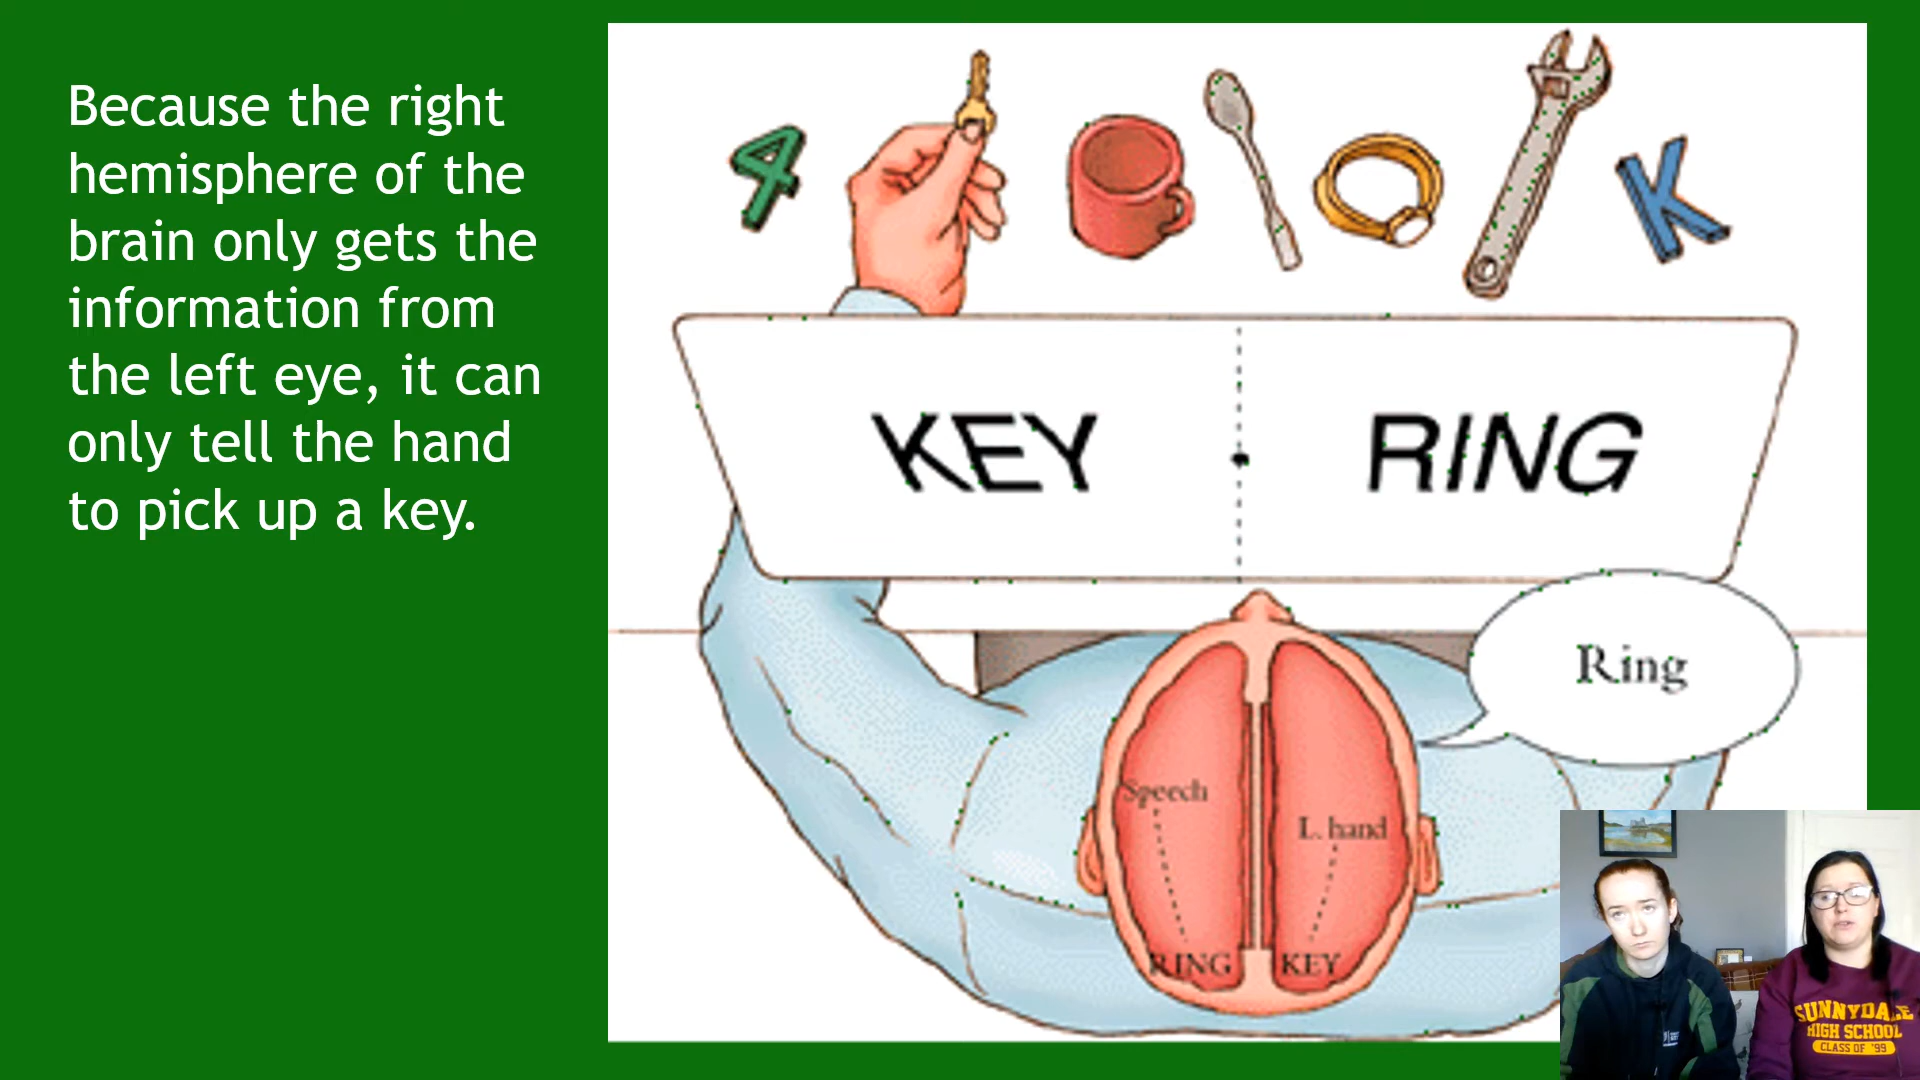 Because the right
hemisphere of the
brain only gets the
information from
the left eye, it can
only tell the hand
to pick up a key.
4
K
KEY
RING
Ring
Speech
L. hand
RING
KEY
SUNNYDALE
HIGH SCHOOL
CLASS OF '99